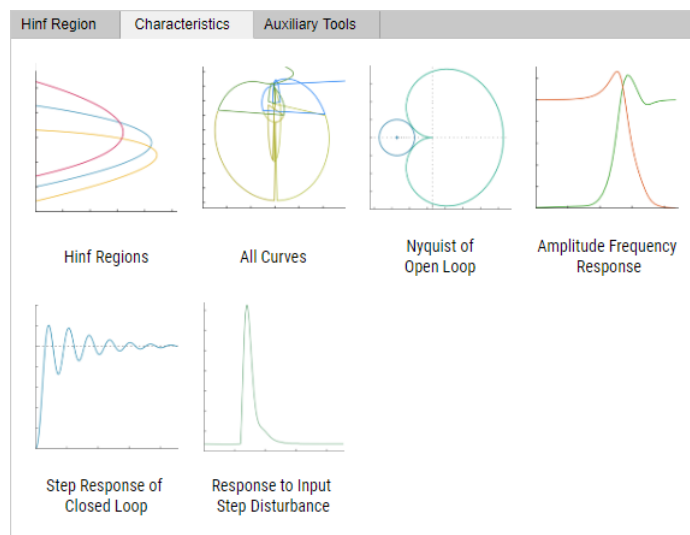 Hinf Region
Characteristics
Auxiliary Tools
Hinf Regions
All Curves
Nyquist of
Open Loop
Amplitude Frequency
Response
Step Response of
Closed Loop
Response to Input
Step Disturbance